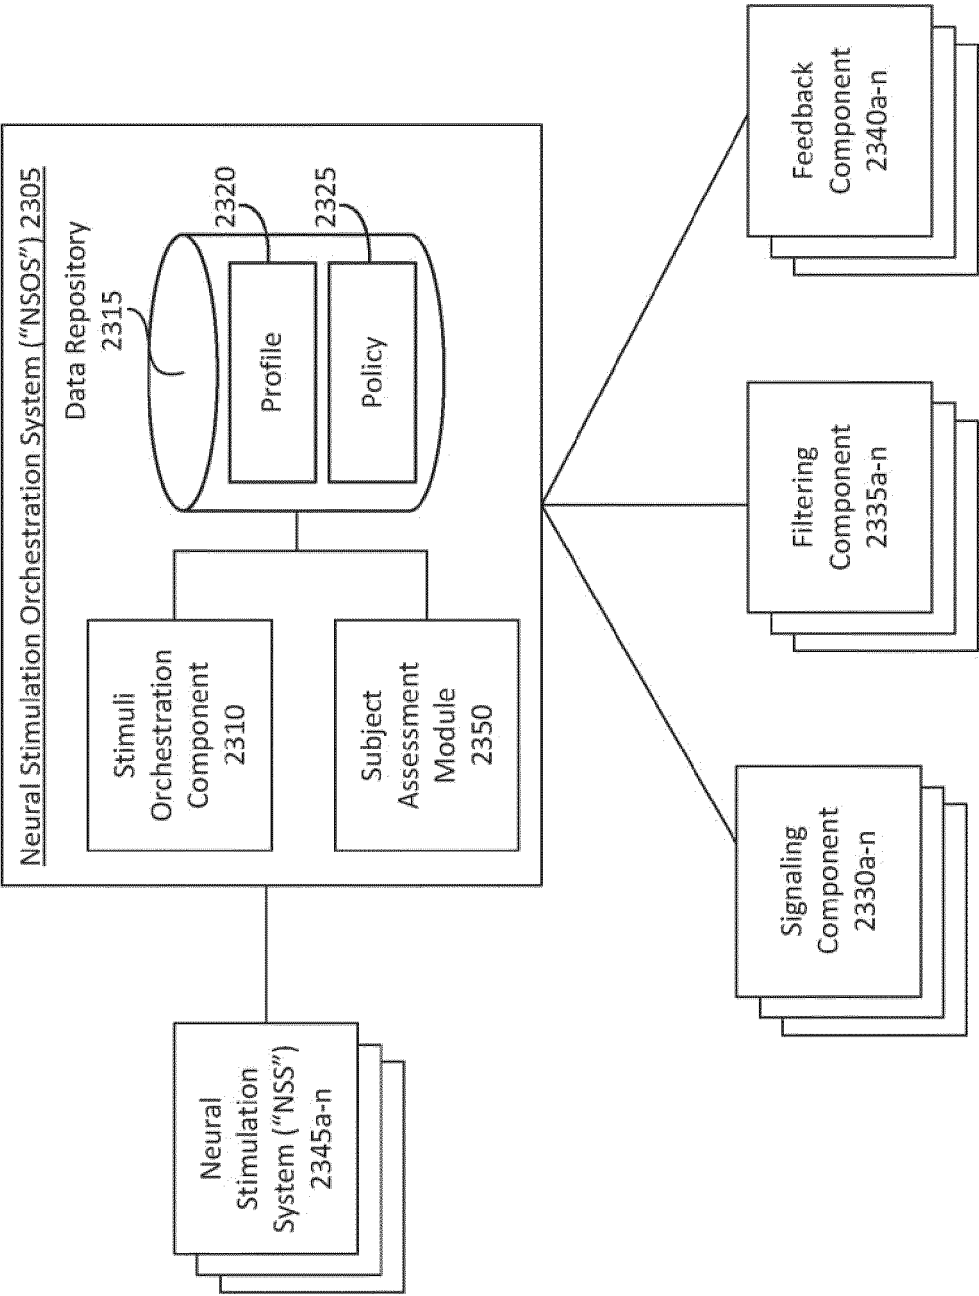 Neural Stimulation Orchestration System (“NSOS”) 2305
Data Repository
2315
2320
2325
Profile
Policy
Stimuli
Orchestration
Component
2310
Subject
Assessment
Module
2350
Neural
Stimulation
System (“NSS”)
2345a-n
Signaling
Component
2330a-n
Filtering
Component
2335a-n
Feedback
Component
2340a-n